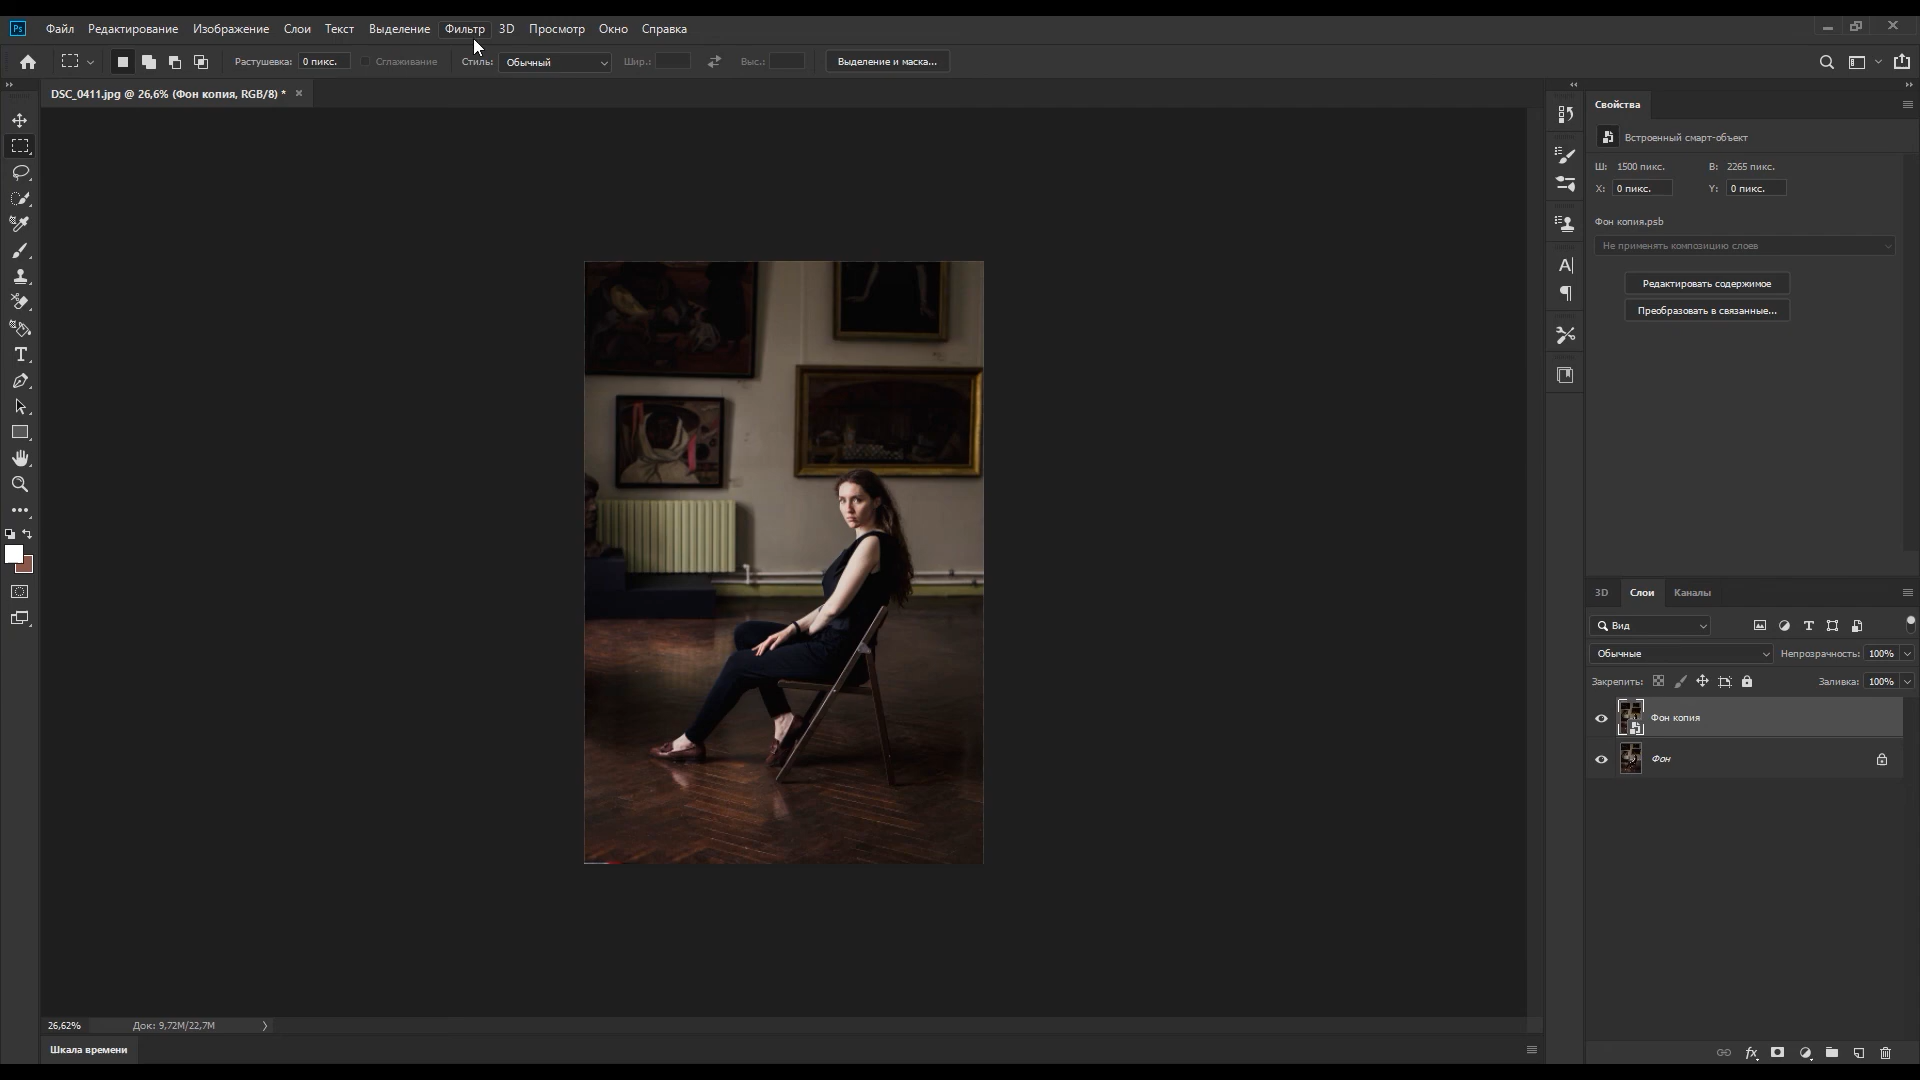 Ps Файл Редактирование Изображение Слои Текст Выделение Фильтр 3D Просмотр Окно Справка
Растушевка: 0 пикс. Сглаживание Стиль: Обычный Шир.: Выс.: Выделение и маска...
DSC_0411.jpg @ 26,6% (Фон копия, RGB/8) * ×
Свойства
Встроенный смарт-объект
Ш: 1500 пикс. В: 2265 пикс.
X: 0 пикс. Y: 0 пикс.
Фон копия.psb
Не применять композицию слоев
Редактировать содержимое
Преобразовать в связанные...
3D Слои Каналы
Вид
Обычные Непрозрачность: 100%
Закрепить: Заливка: 100%
Фон копия
Фон
26,62% Док: 9,72M/22,7M
Шкала времени